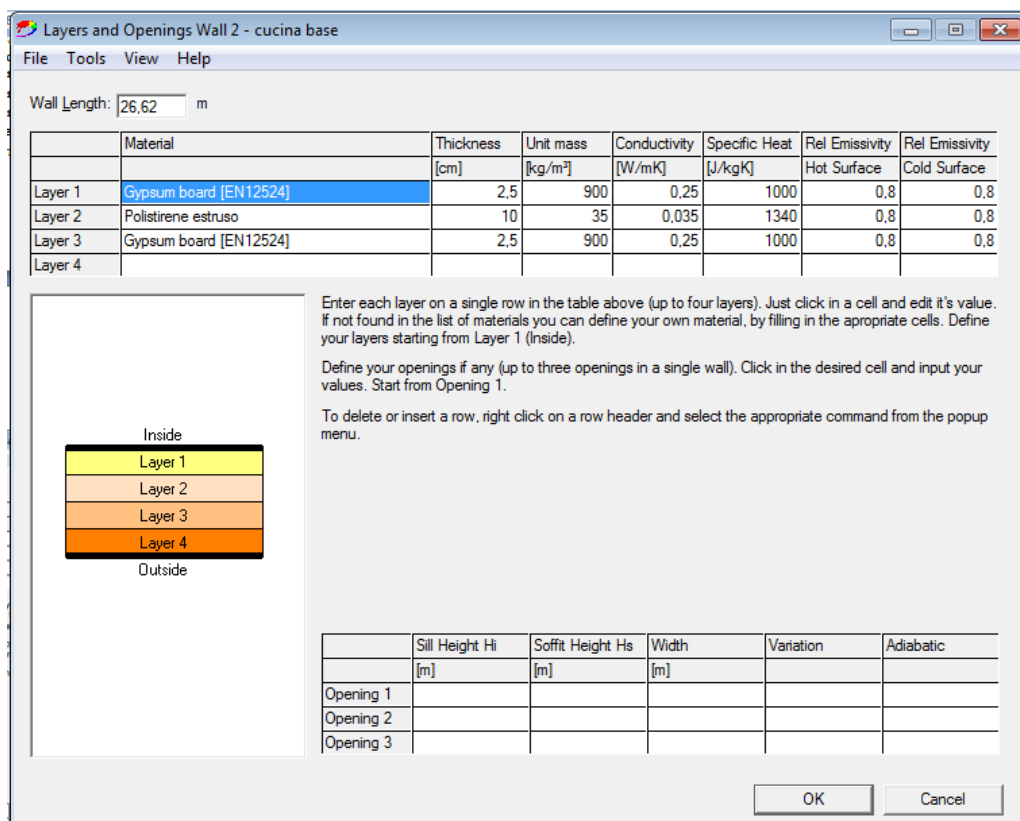 Layers and Openings Wall 2 - cucina base
File Tools View Help
Wall Length: 26,62 m
Material Thickness Unit mass Conductivity Specific Heat Rel Emissivity Rel Emissivity
[cm] [kg/m³] [W/mK] [J/kgK] Hot Surface Cold Surface
Layer 1 Gypsum board [EN12524] 2,5 900 0,25 1000 0,8 0,8
Layer 2 Polistirene estruso 10 35 0,035 1340 0,8 0,8
Layer 3 Gypsum board [EN12524] 2,5 900 0,25 1000 0,8 0,8
Layer 4
Enter each layer on a single row in the table above (up to four layers). Just click in a cell and edit it's value.
If not found in the list of materials you can define your own material, by filling in the apropriate cells. Define
your layers starting from Layer 1 (Inside).
Define your openings if any (up to three openings in a single wall). Click in the desired cell and input your
values. Start from Opening 1.
To delete or insert a row, right click on a row header and select the appropriate command from the popup
menu.
Inside
Layer 1
Layer 2
Layer 3
Layer 4
Outside
Sill Height Hi Soffit Height Hs Width Variation Adiabatic
[m] [m] [m]
Opening 1
Opening 2
Opening 3
OK Cancel